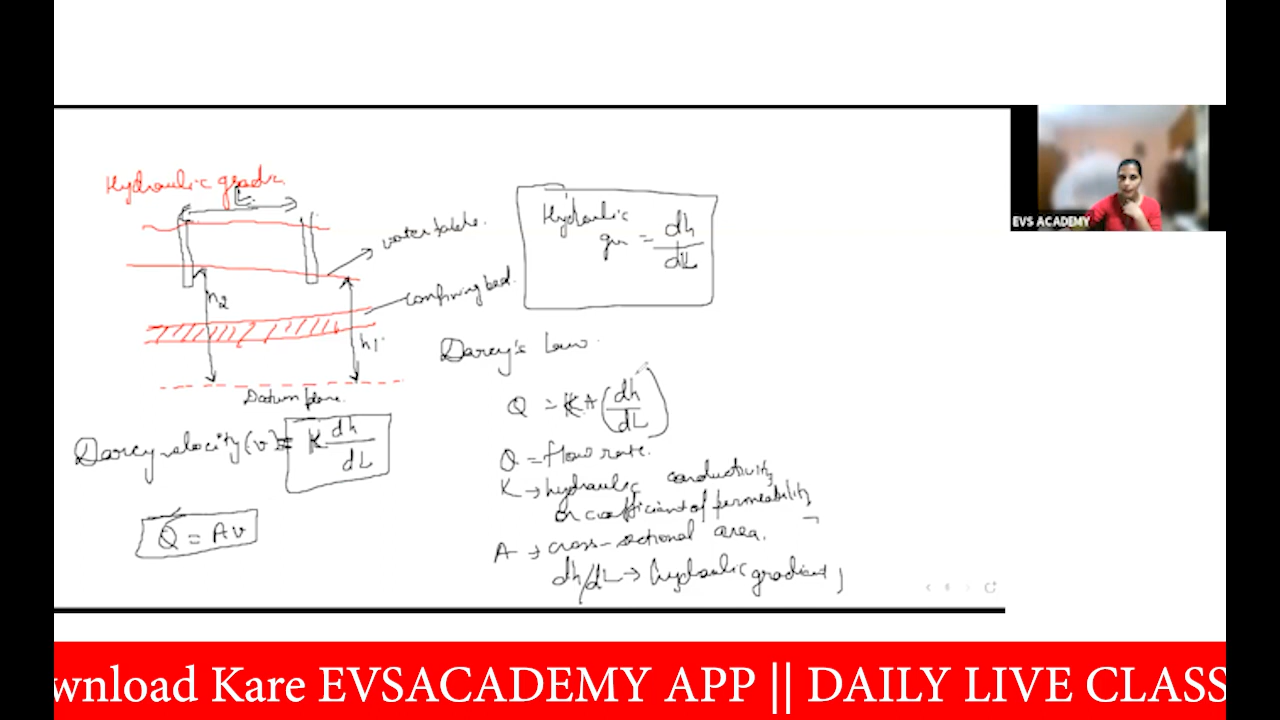 Hydraulic gradn.
L
water table.
h2
confining bed.
h1.
Datum plane.
Darcy velocity (v) = K dh/dL
Q = Av
Hydraulic
gn = dh/dL
Darcy's Law.
Q = KA (dh/dL)
Q = flow rate.
K → hydraulic conductivity
or coefficient of permeability
A → cross-sectional area.
dh/dL → hydraulic gradient
EVS ACADEMY
wnload Kare EVSACADEMY APP || DAILY LIVE CLASS